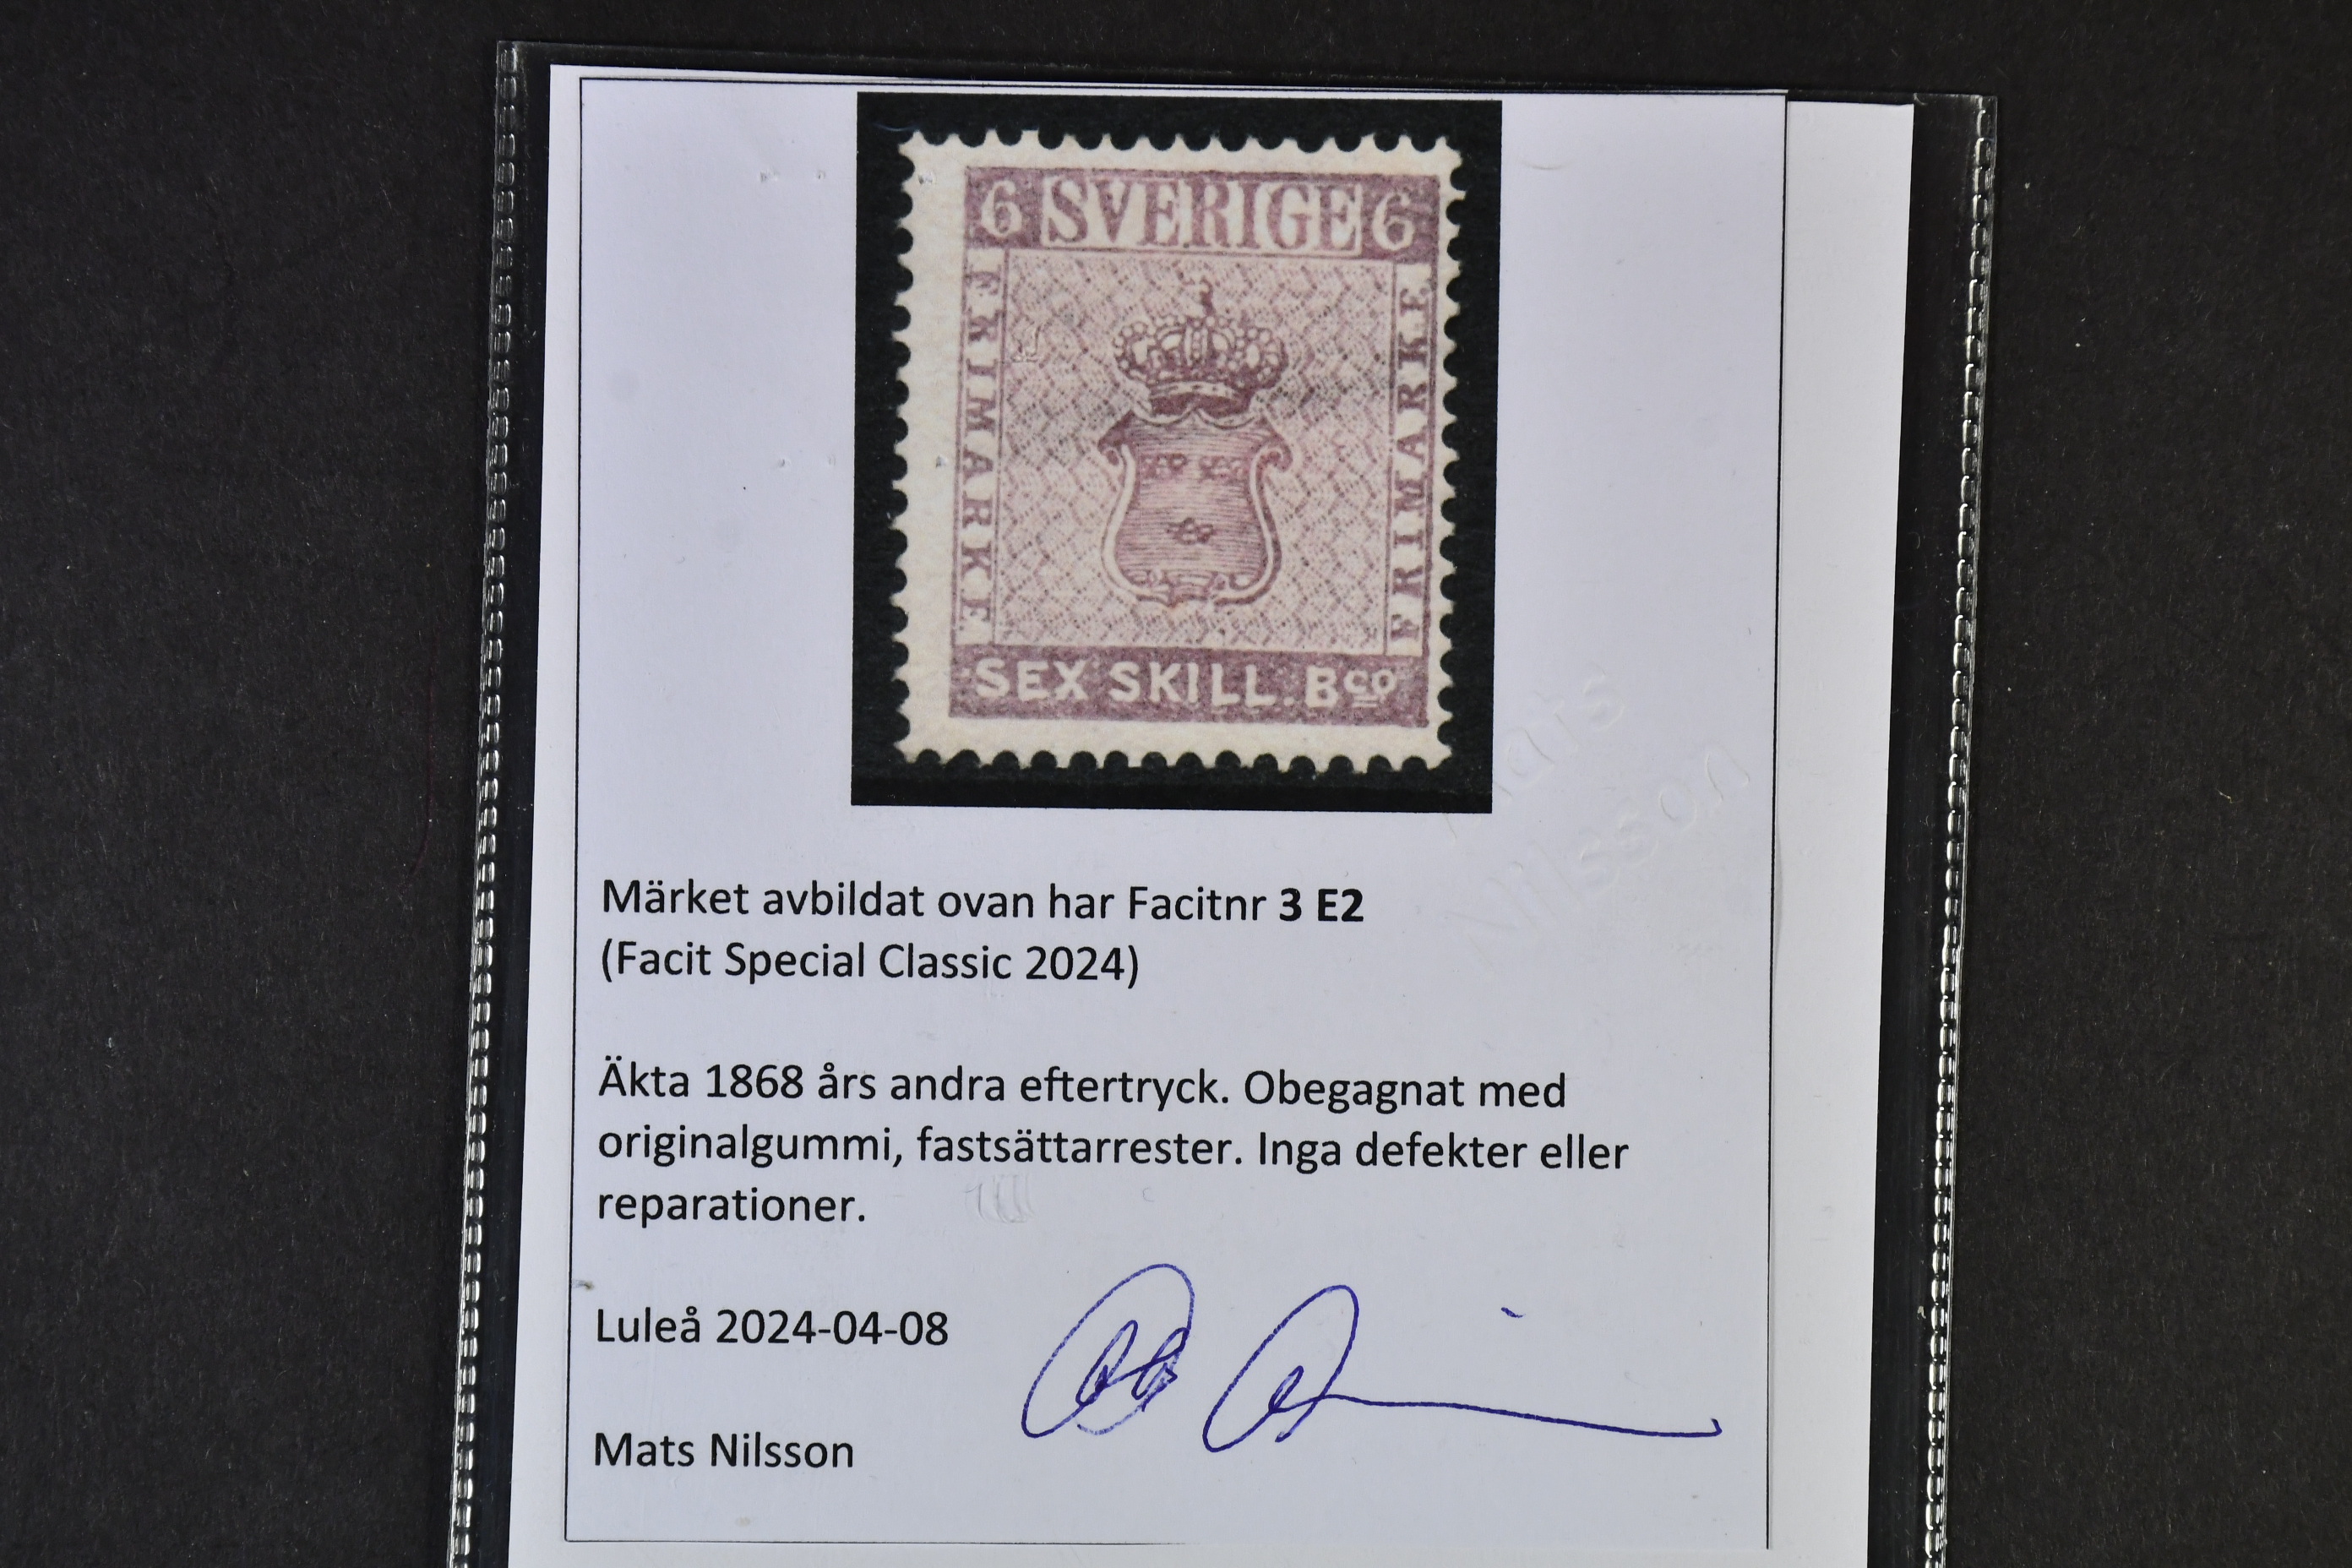 6 SVERIGE 6
FRIMARKE
FRIMARKE
SEX SKILL. Bco
Märket avbildat ovan har Facitnr 3 E2
(Facit Special Classic 2024)
Äkta 1868 års andra eftertryck. Obegagnat med
originalgummi, fastsättarrester. Inga defekter eller
reparationer.
Luleå 2024-04-08
Mats Nilsson
Mats
Nilsson